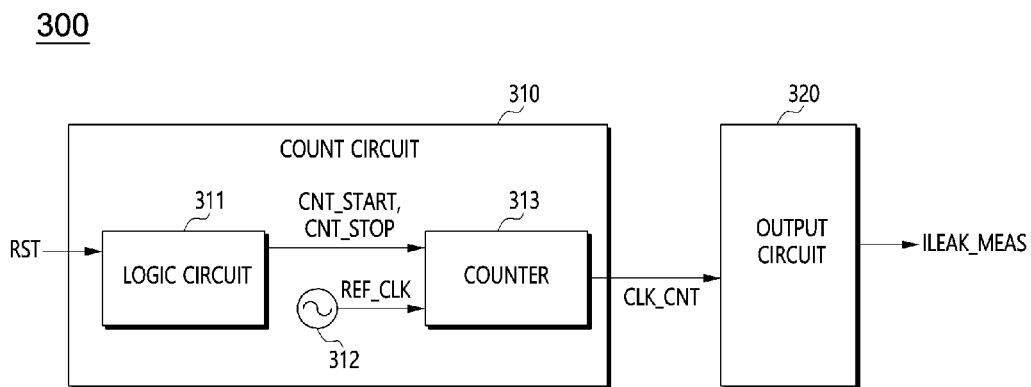 300
310
320
COUNT CIRCUIT
311
CNT_START,
CNT_STOP
313
RST
LOGIC CIRCUIT
COUNTER
OUTPUT
CIRCUIT
ILEAK_MEAS
REF_CLK
CLK_CNT
312